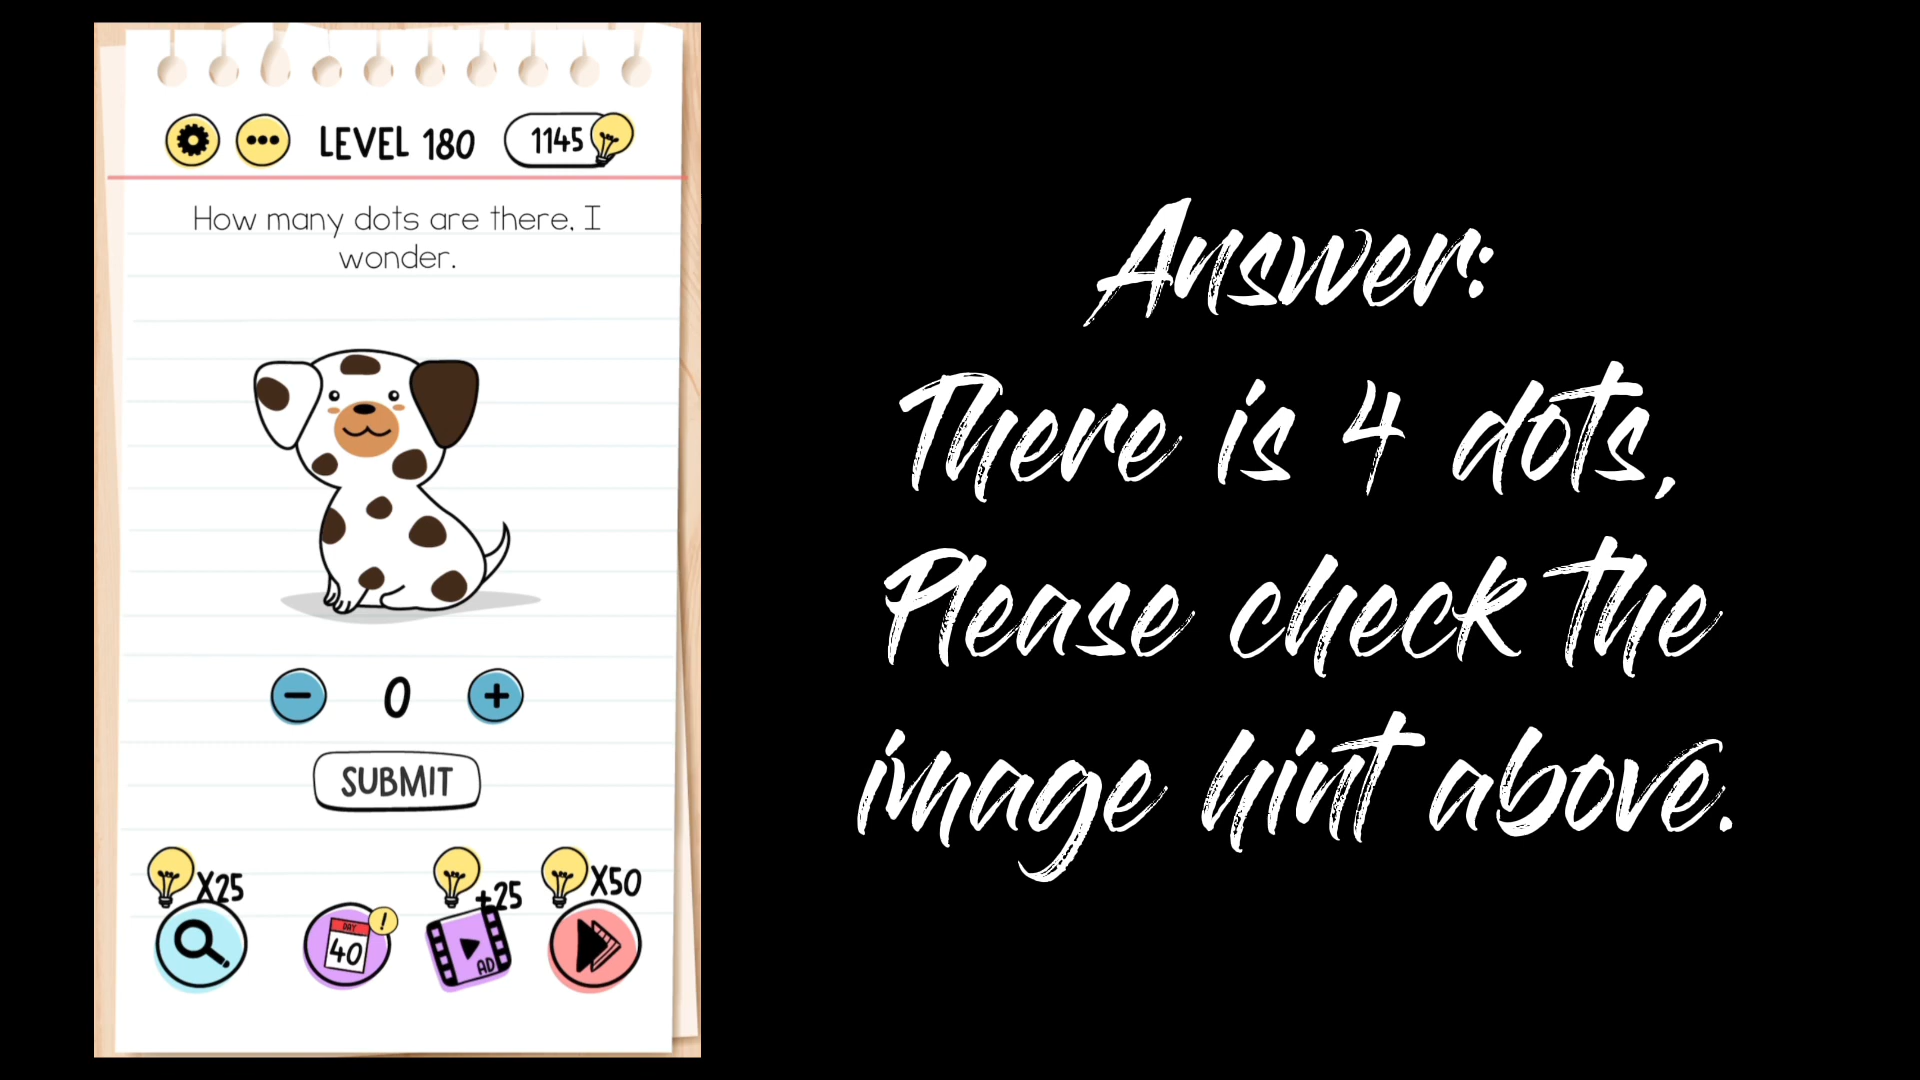 LEVEL 180
1145
How many dots are there, I
wonder.
0
SUBMIT
X25
+25
X50
DAY
40
!
AD
Answer:
There is 4 dots,
Please check the
image hint above.